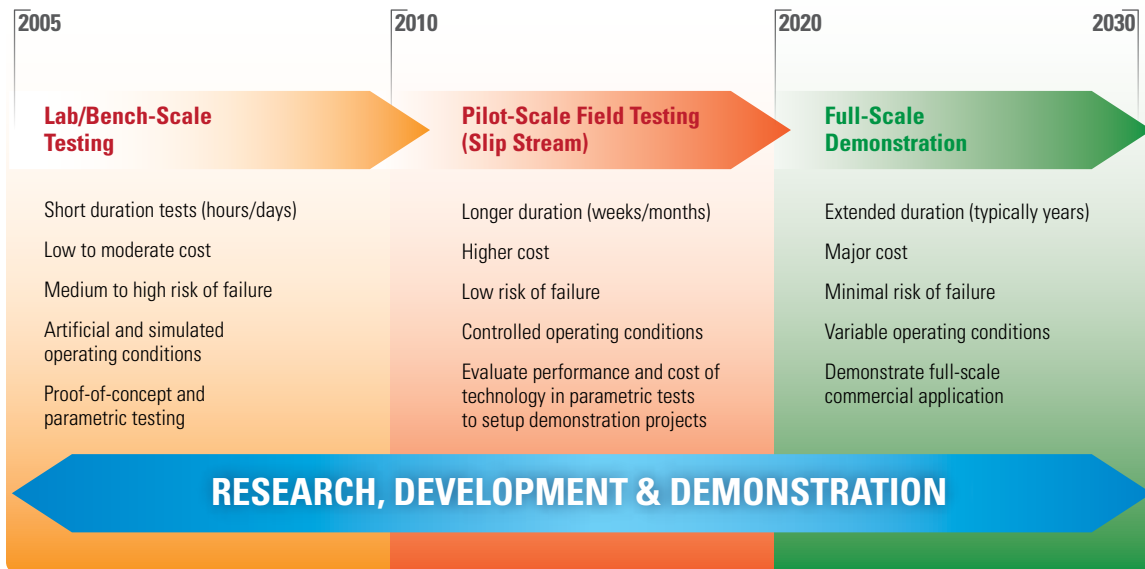 2005
2010
2020
2030
Lab/Bench-Scale
Testing
Short duration tests (hours/days)
Low to moderate cost
Medium to high risk of failure
Artificial and simulated
operating conditions
Proof-of-concept and
parametric testing
Pilot-Scale Field Testing
(Slip Stream)
Longer duration (weeks/months)
Higher cost
Low risk of failure
Controlled operating conditions
Evaluate performance and cost of
technology in parametric tests
to setup demonstration projects
Full-Scale
Demonstration
Extended duration (typically years)
Major cost
Minimal risk of failure
Variable operating conditions
Demonstrate full-scale
commercial application
RESEARCH, DEVELOPMENT & DEMONSTRATION